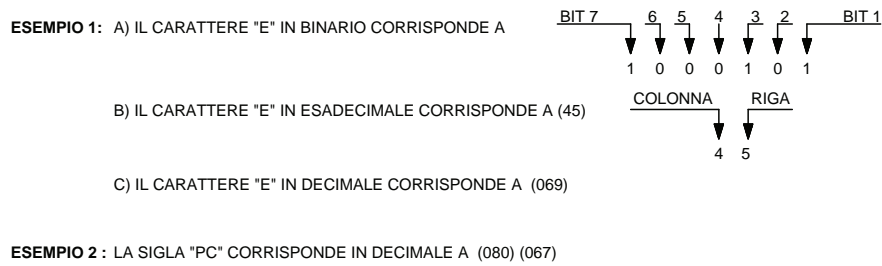 BIT 7 6 5 4 3 2 BIT 1
ESEMPIO 1: A) IL CARATTERE "E" IN BINARIO CORRISPONDE A
1 0 0 0 1 0 1
COLONNA RIGA
B) IL CARATTERE "E" IN ESADECIMALE CORRISPONDE A (45)
4 5
C) IL CARATTERE "E" IN DECIMALE CORRISPONDE A (069)
ESEMPIO 2 : LA SIGLA "PC" CORRISPONDE IN DECIMALE A (080) (067)